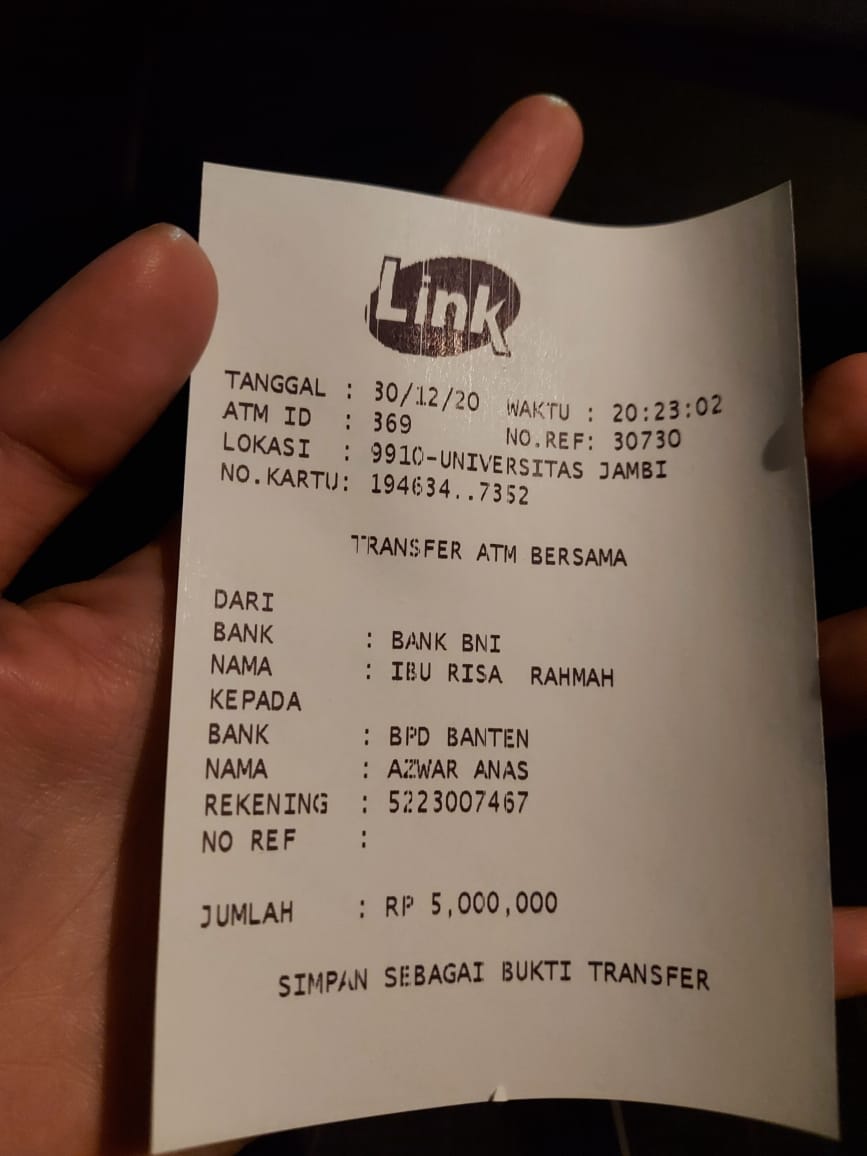 Link
TANGGAL : 30/12/20 WAKTU : 20:23:02
ATM ID : 369 NO.REF: 30730
LOKASI : 9910-UNIVERSITAS JAMBI
NO.KARTU: 194634..7352
TRANSFER ATM BERSAMA
DARI
BANK : BANK BNI
NAMA : IBU RISA RAHMAH
KEPADA
BANK : BPD BANTEN
NAMA : AZWAR ANAS
REKENING : 5223007467
NO REF :
JUMLAH : RP 5,000,000
SIMPAN SEBAGAI BUKTI TRANSFER